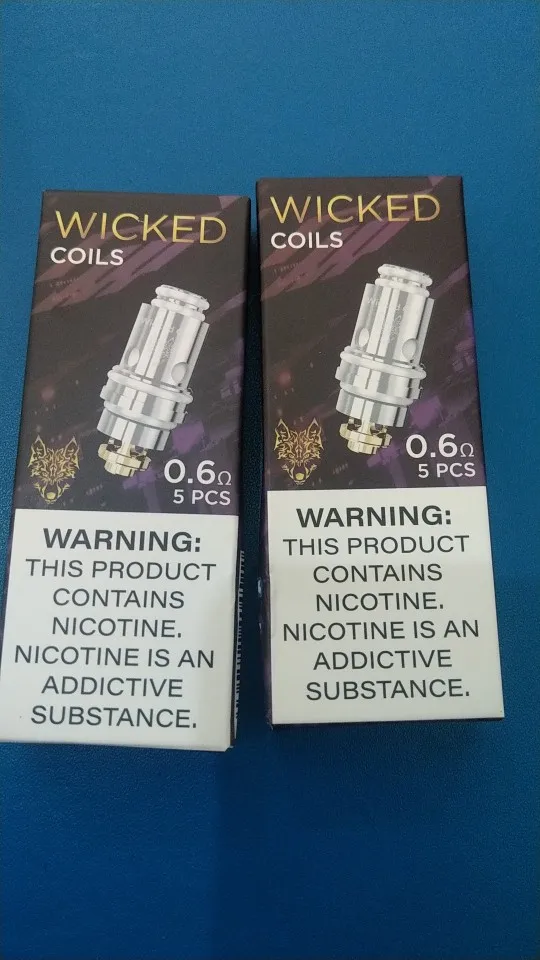 WICKED
COILS
0.6Ω
5 PCS
WARNING:
THIS PRODUCT
CONTAINS
NICOTINE.
NICOTINE IS AN
ADDICTIVE
SUBSTANCE.
WICKED
COILS
0.6Ω
5 PCS
WARNING:
THIS PRODUCT
CONTAINS
NICOTINE.
NICOTINE IS AN
ADDICTIVE
SUBSTANCE.